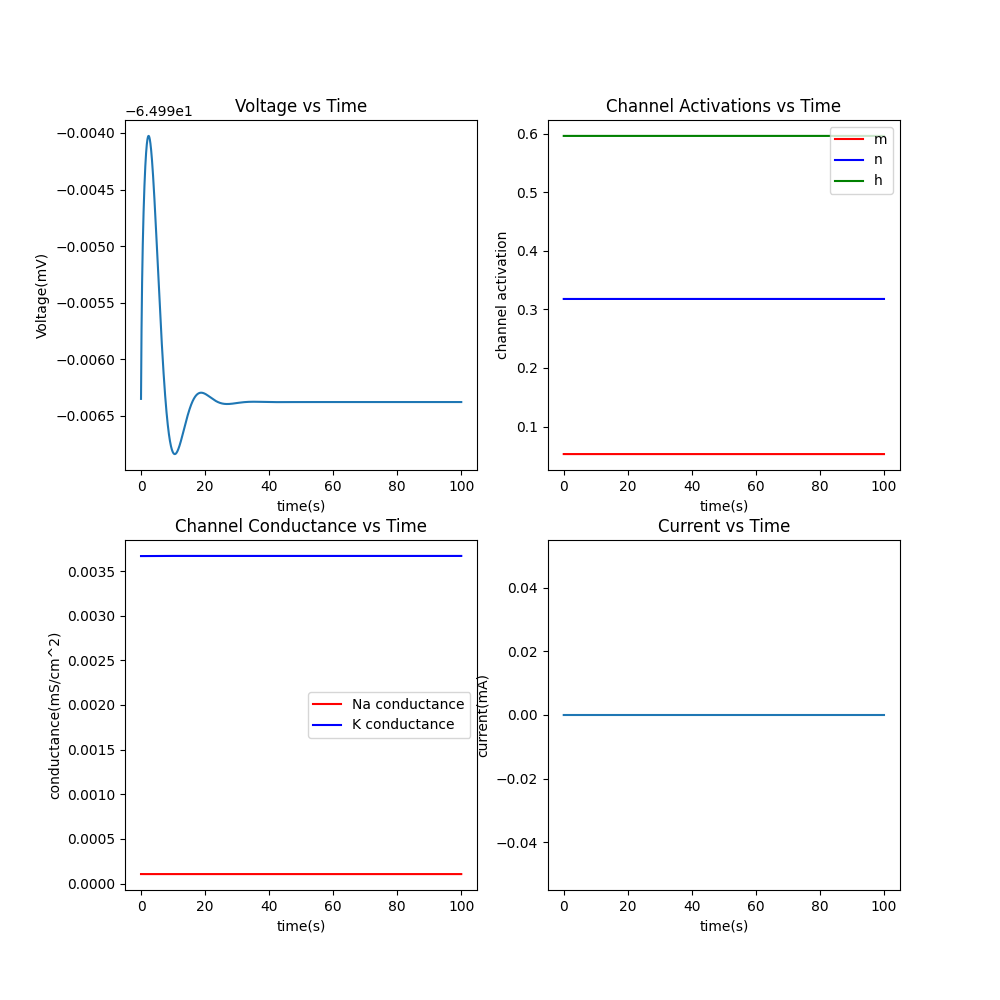 −6.499e1
Voltage vs Time
Voltage(mV)
−0.0040
−0.0045
−0.0050
−0.0055
−0.0060
−0.0065
0 20 40 60 80 100
time(s)
Channel Activations vs Time
channel activation
0.6
0.5
0.4
0.3
0.2
0.1
m
n
h
0 20 40 60 80 100
time(s)
Channel Conductance vs Time
conductance(mS/cm^2)
0.0035
0.0030
0.0025
0.0020
0.0015
0.0010
0.0005
0.0000
Na conductance
K conductance
0 20 40 60 80 100
time(s)
Current vs Time
current(mA)
0.04
0.02
0.00
−0.02
−0.04
0 20 40 60 80 100
time(s)